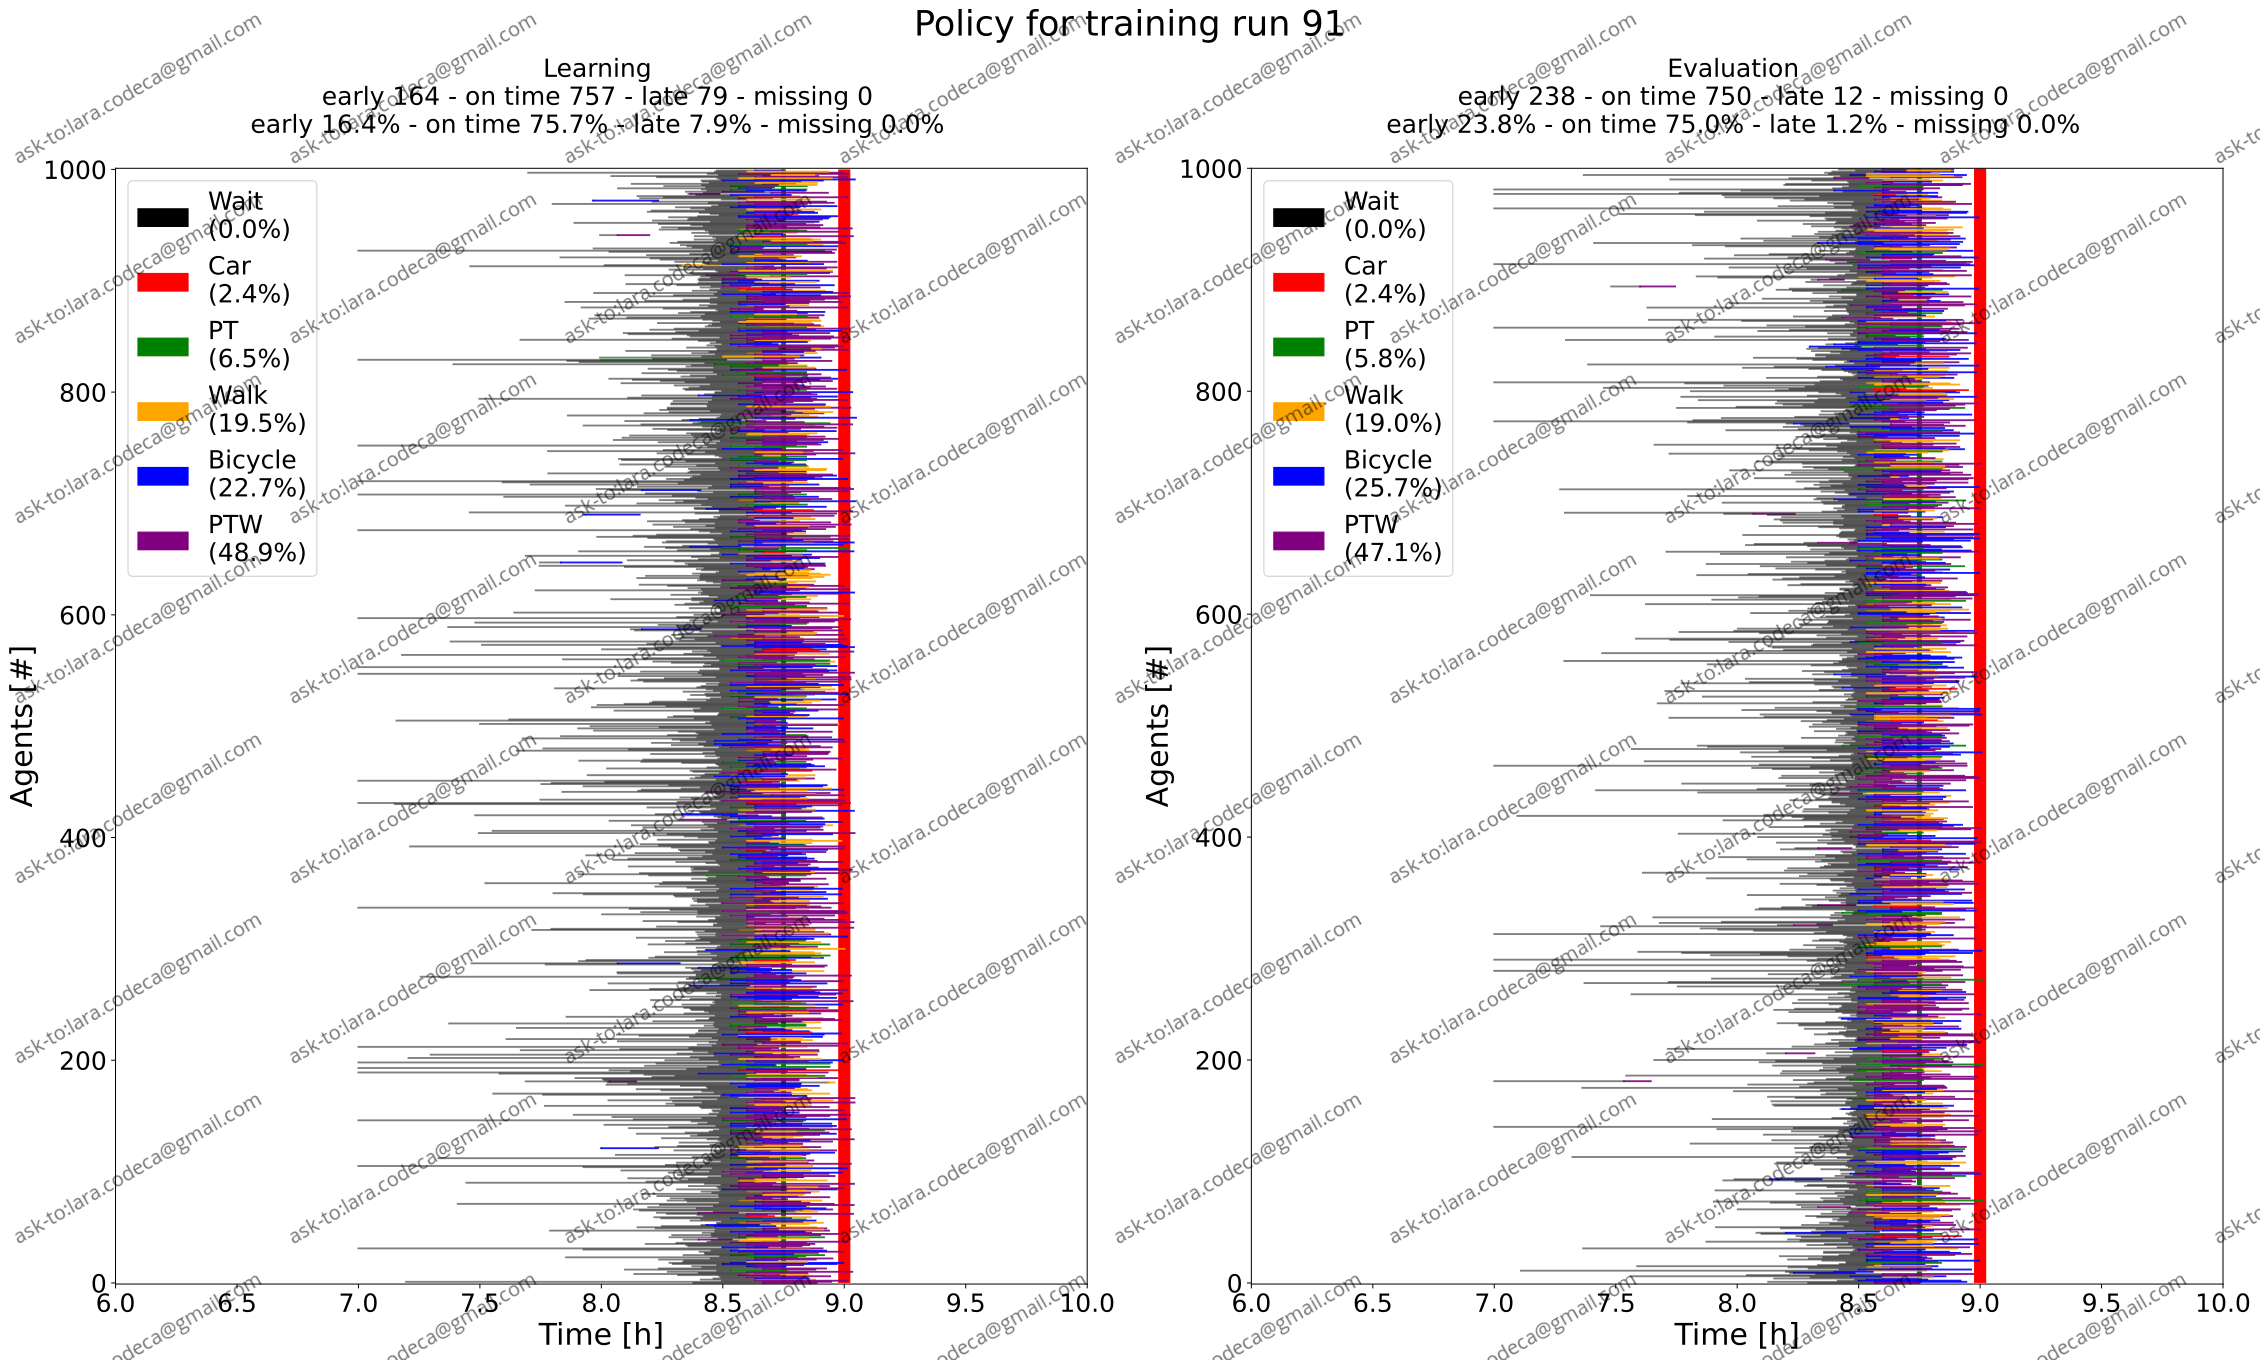 Policy for training run 91
Learning
early 164 - on time 757 - late 79 - missing 0
early 16.4% - on time 75.7% - late 7.9% - missing 0.0%
Agents [#]
1000
800
600
400
200
0
Wait
(0.0%)
Car
(2.4%)
PT
(6.5%)
Walk
(19.5%)
Bicycle
(22.7%)
PTW
(48.9%)
6.0 6.5 7.0 7.5 8.0 8.5 9.0 9.5 10.0
Time [h]
Evaluation
early 238 - on time 750 - late 12 - missing 0
early 23.8% - on time 75.0% - late 1.2% - missing 0.0%
Agents [#]
1000
800
600
400
200
0
Wait
(0.0%)
Car
(2.4%)
PT
(5.8%)
Walk
(19.0%)
Bicycle
(25.7%)
PTW
(47.1%)
6.0 6.5 7.0 7.5 8.0 8.5 9.0 9.5 10.0
Time [h]
ask-to:lara.codeca@gmail.com